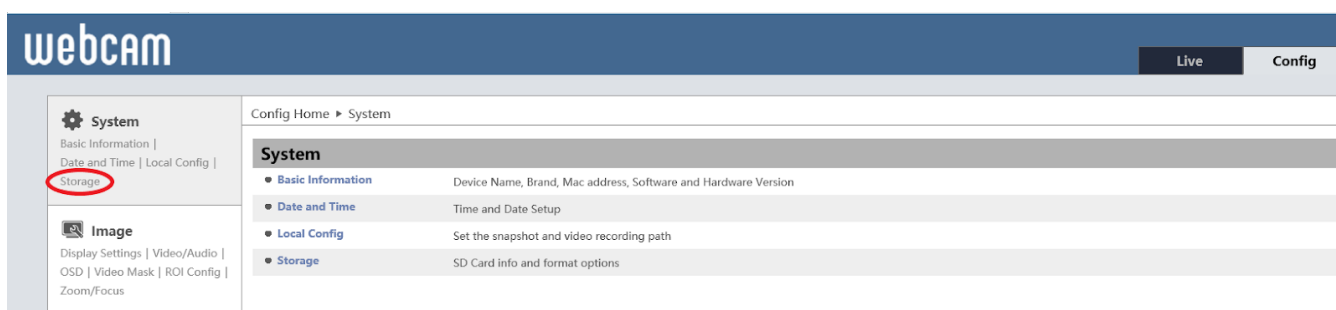 webcam
Live
Config
System
Basic Information |
Date and Time | Local Config |
Storage
Image
Display Settings | Video/Audio |
OSD | Video Mask | ROI Config |
Zoom/Focus
Config Home ▶ System
System
Basic Information Device Name, Brand, Mac address, Software and Hardware Version
Date and Time Time and Date Setup
Local Config Set the snapshot and video recording path
Storage SD Card info and format options